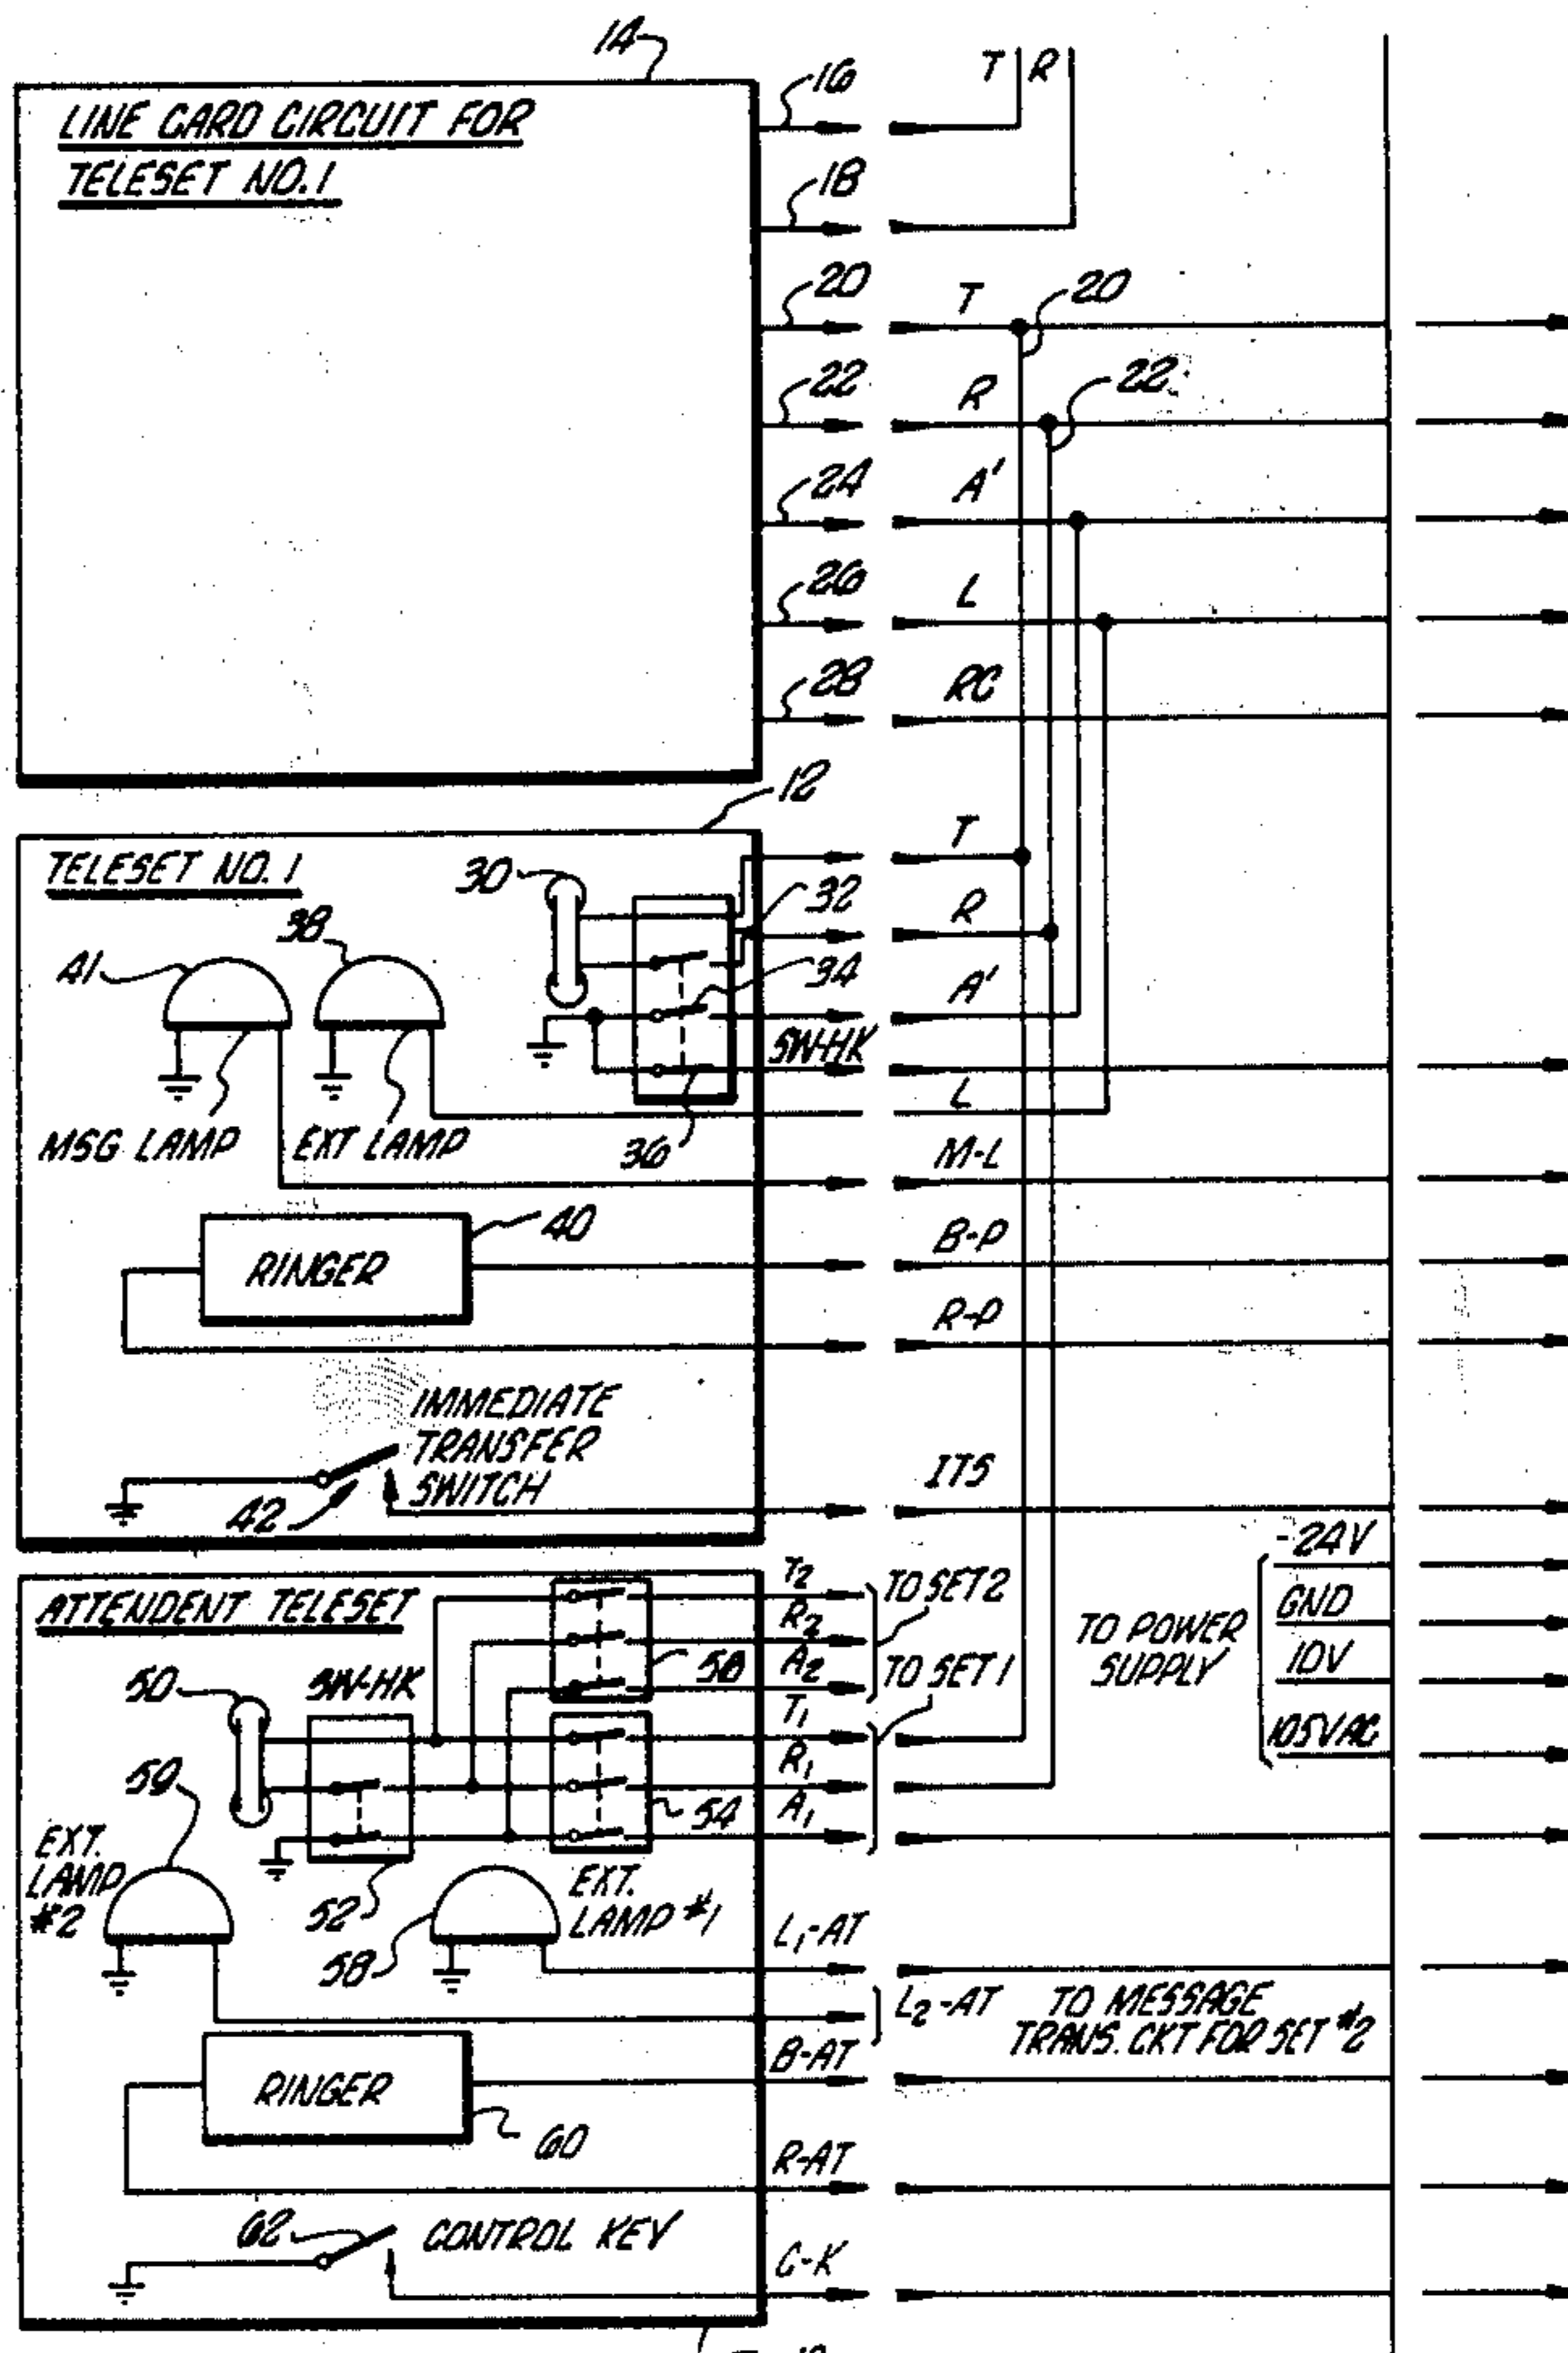 14
16
T R
LINE CARD CIRCUIT FOR
TELESET NO. 1
18
20
T
20
22
R
22
24
A'
26
L
28
RC
12
TELESET NO. 1
30
T
32
R
38
41
34
A'
SW-HK
L
MSG LAMP
EXT LAMP
36
M-L
RINGER
40
B-P
R-P
IMMEDIATE
TRANSFER
SWITCH
42
ITS
-24V
GND
10V
105VAC
TO POWER
SUPPLY
ATTENDENT TELESET
T2
R2
A2
TO SET 2
56
50
SW-HK
T1
R1
A1
TO SET 1
54
59
EXT.
LAMP
#2
52
58
EXT.
LAMP #1
L1-AT
L2-AT
TO MESSAGE
TRANS. CKT FOR SET #2
B-AT
RINGER
60
R-AT
62
CONTROL KEY
C-K